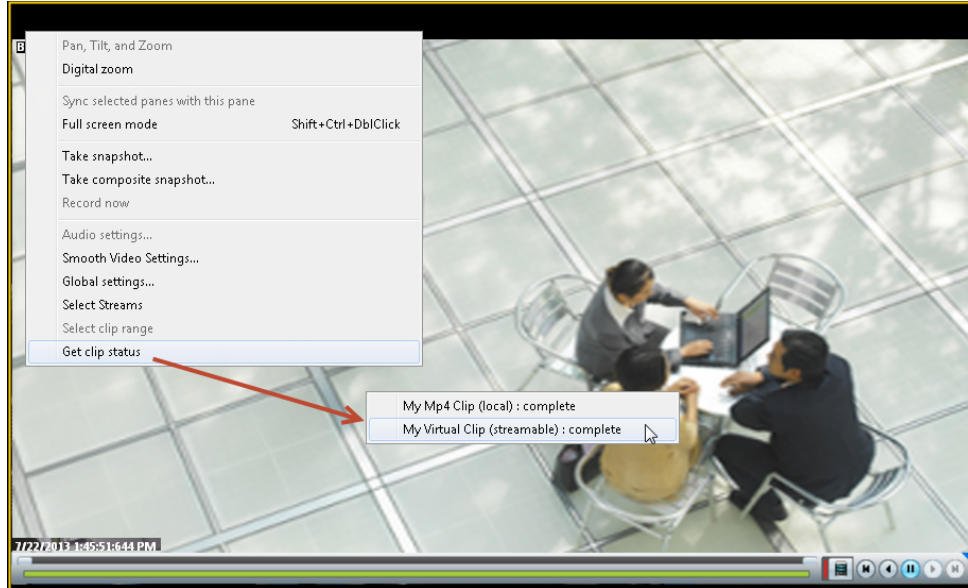 Pan, Tilt, and Zoom
Digital zoom
Sync selected panes with this pane
Full screen mode Shift+Ctrl+DblClick
Take snapshot...
Take composite snapshot...
Record now
Audio settings...
Smooth Video Settings...
Global settings...
Select Streams
Select clip range
Get clip status
My Mp4 Clip (local) : complete
My Virtual Clip (streamable) : complete
7/22/2013 1:45:51:644 PM